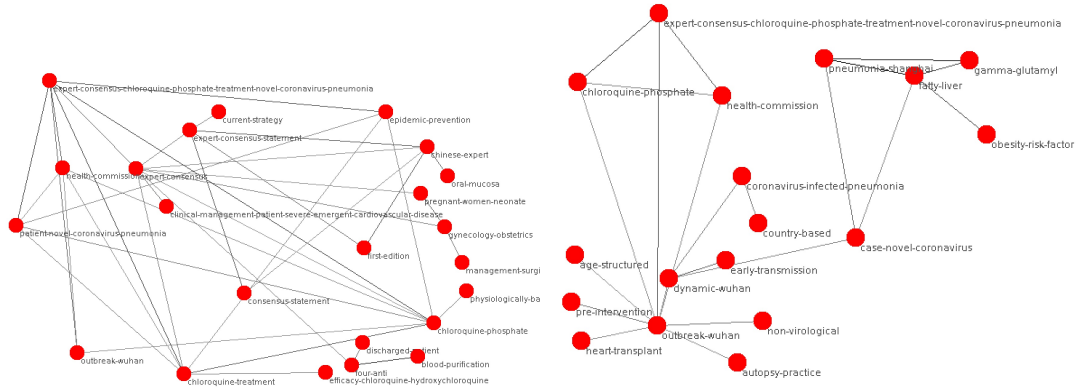 expert-consensus-chloroquine-phosphate-treatment-novel-coronavirus-pneumonia
current-strategy
epidemic-prevention
expert-consensus-statement
chinese-expert
health-commission
expert-consensus
oral-mucosa
pregnant-women-neonate
clinical-management-patient-severe-emergent-cardiovascular-disease
patient-novel-coronavirus-pneumonia
gynecology-obstetrics
first-edition
management-surgi
consensus-statement
physiologically-ba
chloroquine-phosphate
discharged-patient
outbreak-wuhan
four-anti
blood-purification
chloroquine-treatment
efficacy-chloroquine-hydroxychloroquine
expert-consensus-chloroquine-phosphate-treatment-novel-coronavirus-pneumonia
pneumonia-shanghai
gamma-glutamyl
chloroquine-phosphate
fatty-liver
health-commission
obesity-risk-factor
coronavirus-infected-pneumonia
country-based
case-novel-coronavirus
age-structured
early-transmission
dynamic-wuhan
pre-intervention
outbreak-wuhan
non-virological
heart-transplant
autopsy-practice